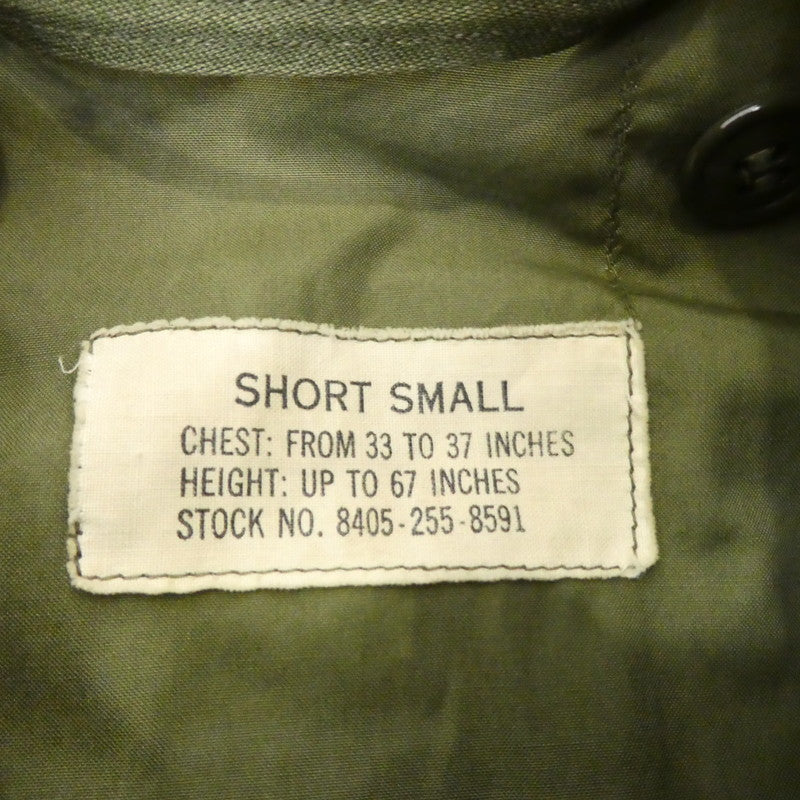 SHORT SMALL
CHEST: FROM 33 TO 37 INCHES
HEIGHT: UP TO 67 INCHES
STOCK NO. 8405-255-8591